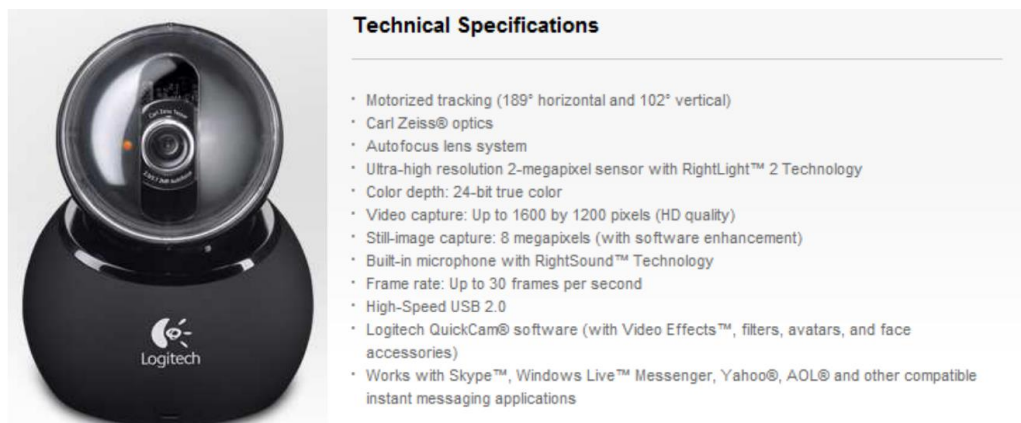 Technical Specifications
· Motorized tracking (189° horizontal and 102° vertical)
· Carl Zeiss® optics
· Autofocus lens system
· Ultra-high resolution 2-megapixel sensor with RightLight™ 2 Technology
· Color depth: 24-bit true color
· Video capture: Up to 1600 by 1200 pixels (HD quality)
· Still-image capture: 8 megapixels (with software enhancement)
· Built-in microphone with RightSound™ Technology
· Frame rate: Up to 30 frames per second
· High-Speed USB 2.0
· Logitech QuickCam® software (with Video Effects™, filters, avatars, and face
accessories)
· Works with Skype™, Windows Live™ Messenger, Yahoo®, AOL® and other compatible
instant messaging applications
Carl Zeiss Tessar
Logitech